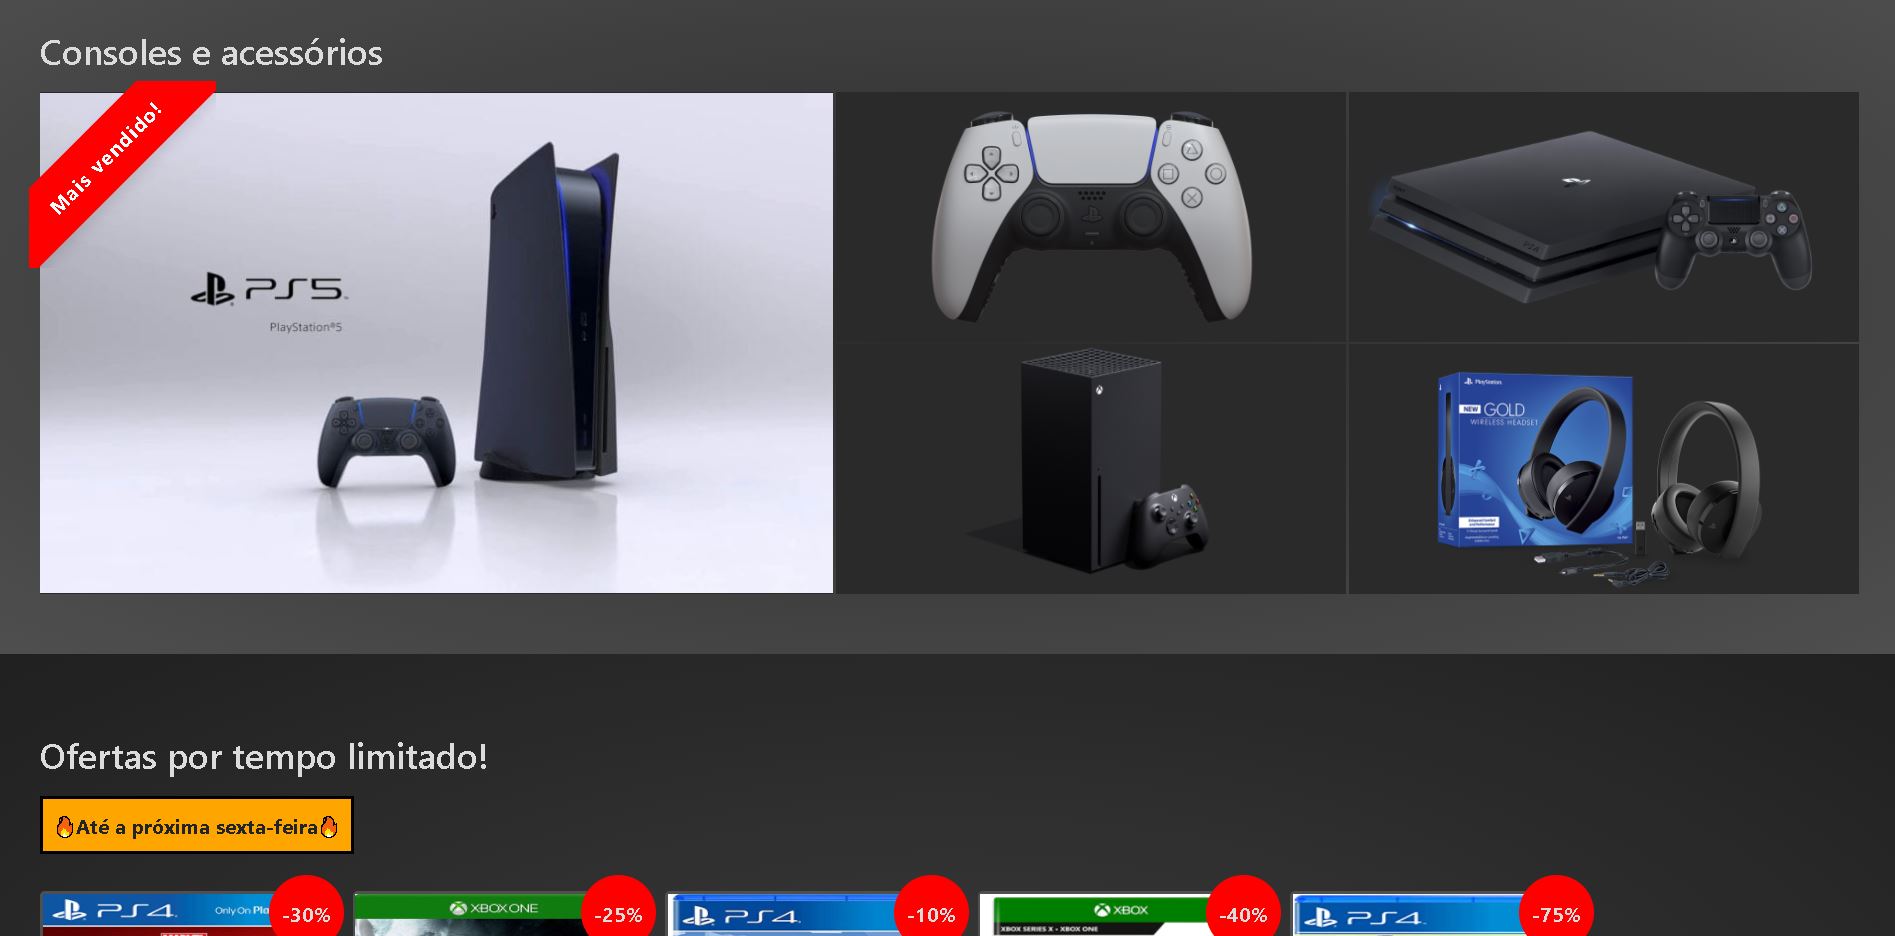 Consoles e acessórios
Mais vendido!
PS5
PlayStation®5
PlayStation
NEW GOLD
WIRELESS HEADSET
Ofertas por tempo limitado!
🔥Até a próxima sexta-feira🔥
PS4 Only On
-30%
XBOX ONE
-25%
PS4
-10%
XBOX
XBOX SERIES X - XBOX ONE
-40%
PS4
-75%